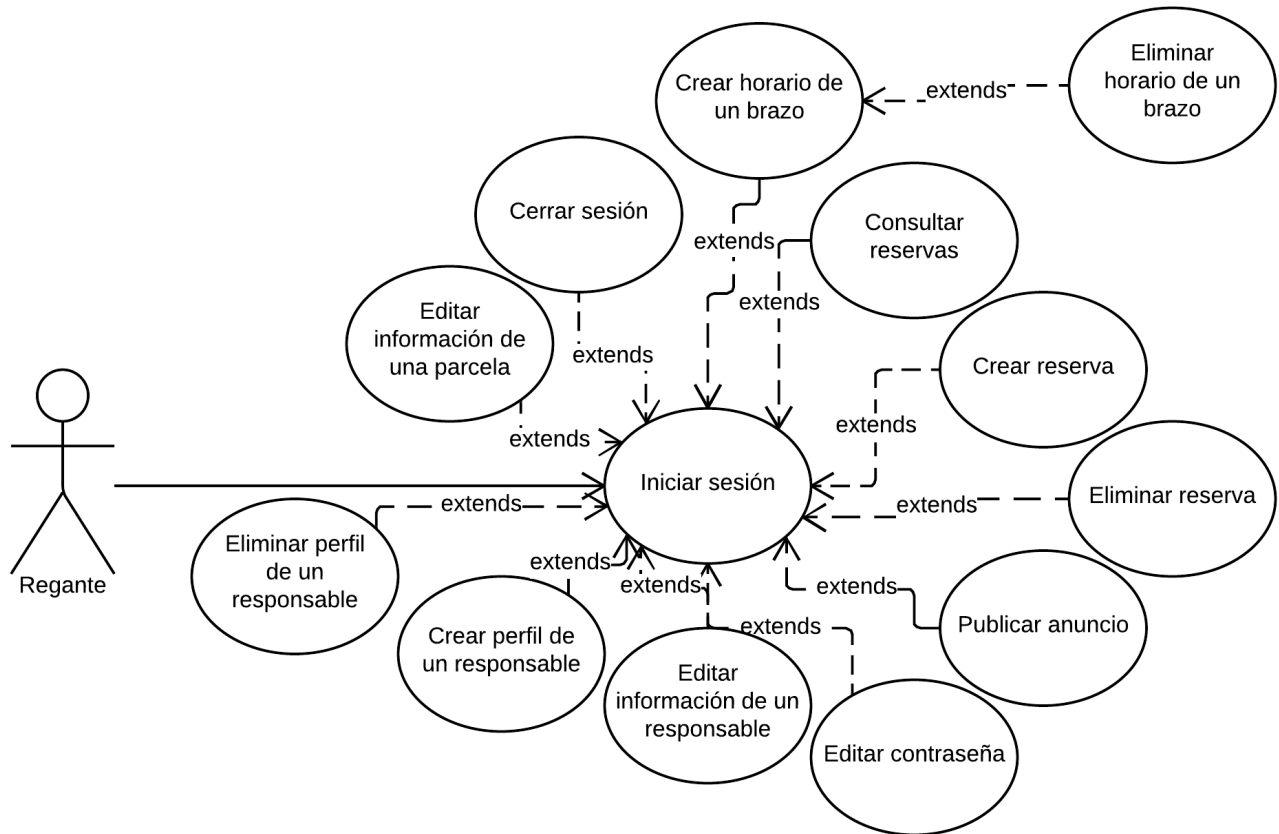 Eliminar
horario de un
brazo
Crear horario de
un brazo
extends
Cerrar sesión
Consultar
reservas
extends
extends
Editar
información de
una parcela
extends
Crear reserva
extends
extends
Iniciar sesión
Eliminar reserva
extends
extends
Eliminar perfil
de un
responsable
Regante
extends
extends
extends
Publicar anuncio
extends
Crear perfil de
un responsable
Editar
información de un
responsable
Editar contraseña